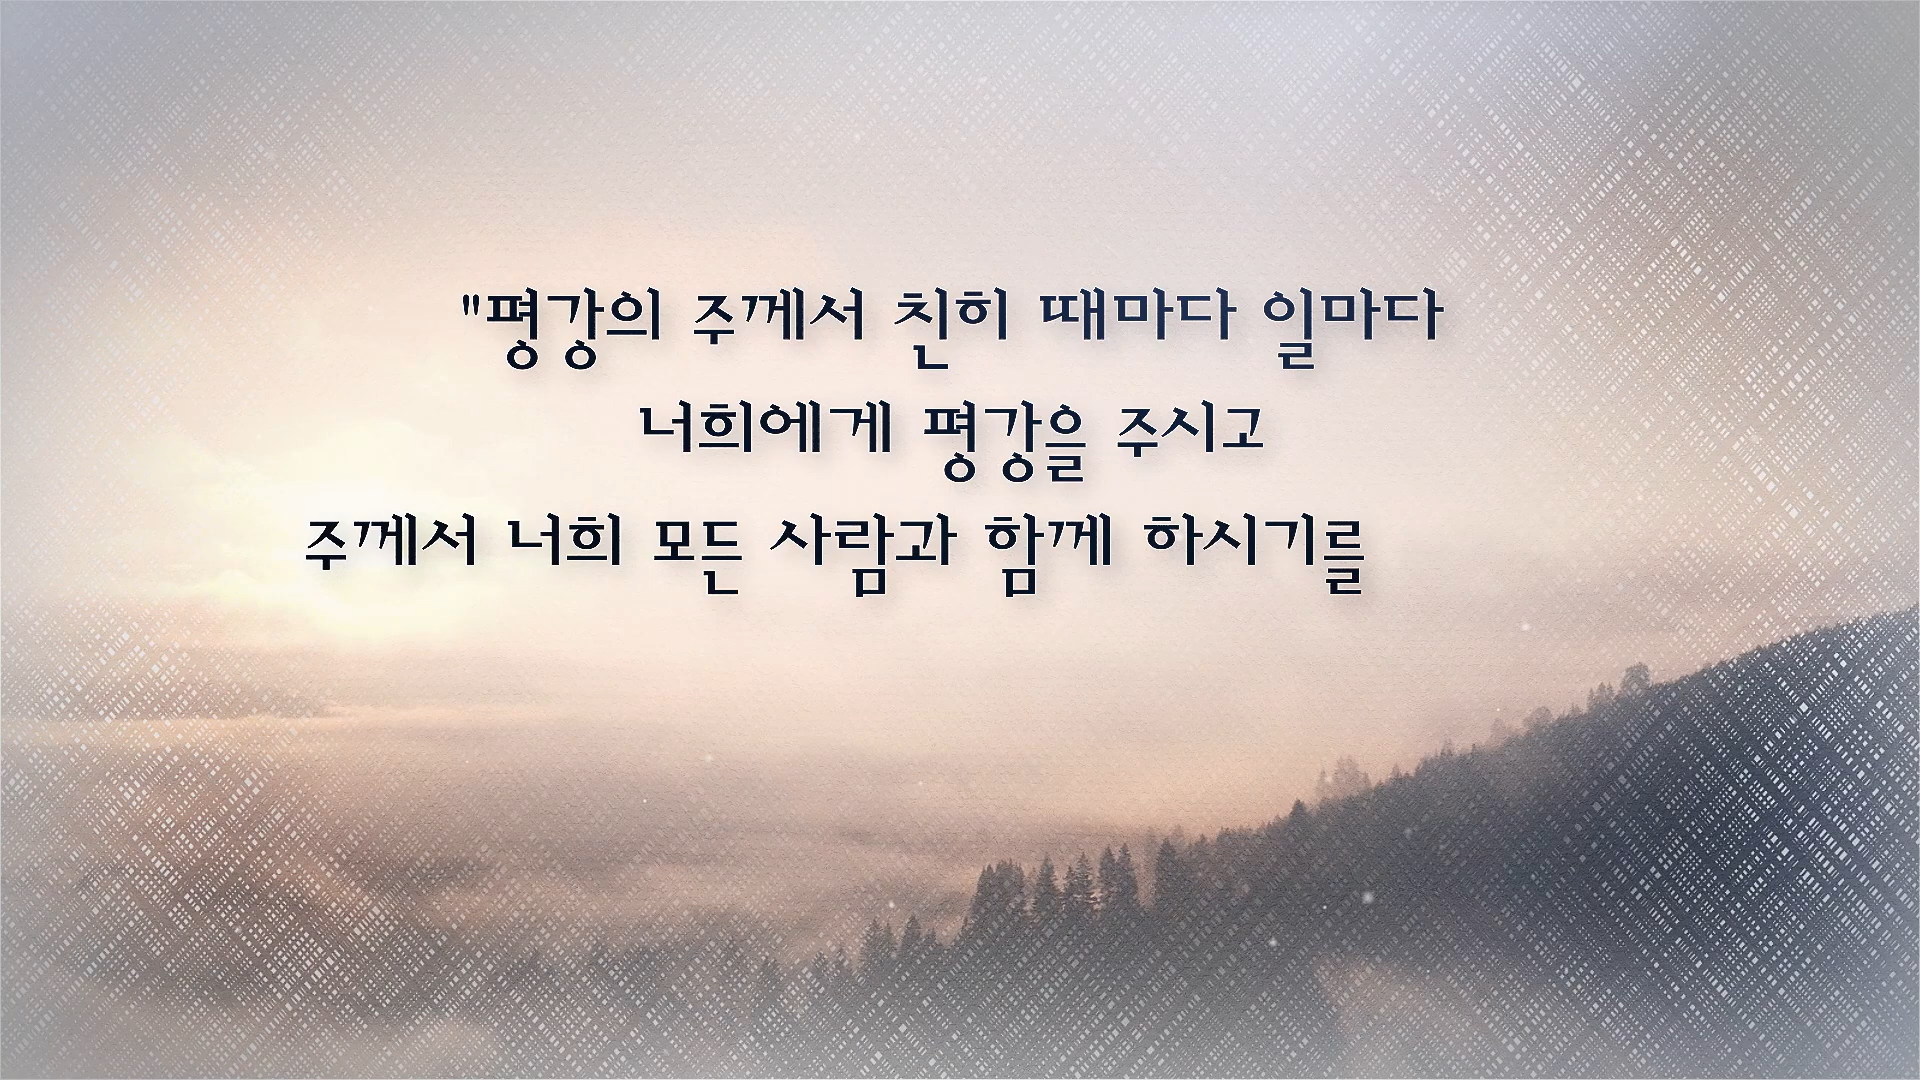 "평강의 주께서 친히 때마다 일마다
너희에게 평강을 주시고
주께서 너희 모든 사람과 함께 하시기를